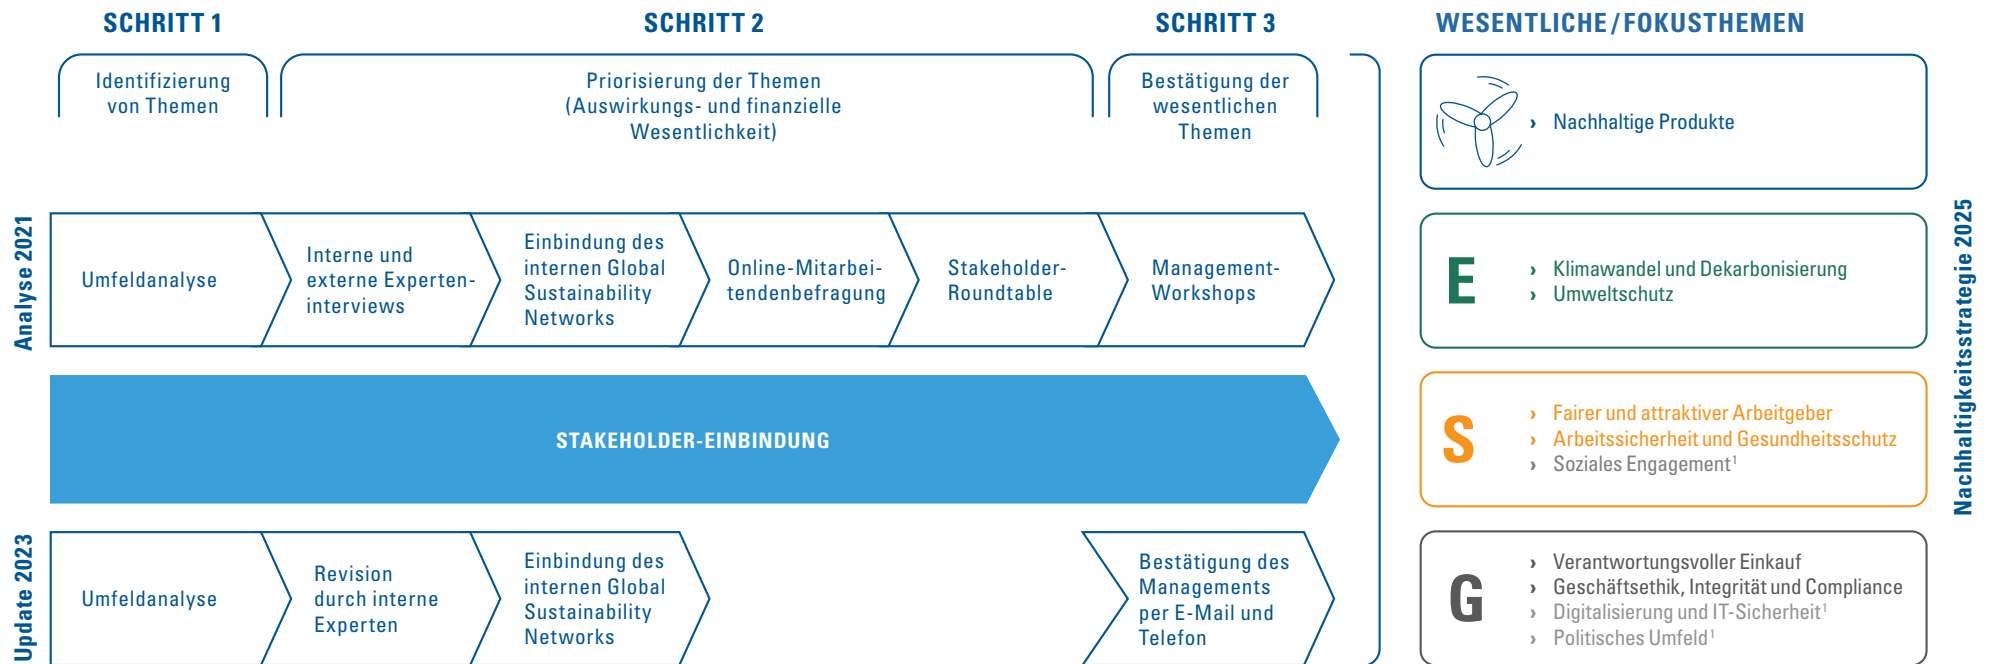 SCHRITT 1
SCHRITT 2
SCHRITT 3
WESENTLICHE/FOKUSTHEMEN
Identifizierung
von Themen
Priorisierung der Themen
(Auswirkungs- und finanzielle
Wesentlichkeit)
Bestätigung der
wesentlichen
Themen
› Nachhaltige Produkte
Analyse 2021
Umfeldanalyse
Interne und
externe Experten-
interviews
Einbindung des
internen Global
Sustainability
Networks
Online-Mitarbei-
tendenbefragung
Stakeholder-
Roundtable
Management-
Workshops
E
› Klimawandel und Dekarbonisierung
› Umweltschutz
STAKEHOLDER-EINBINDUNG
S
› Fairer und attraktiver Arbeitgeber
› Arbeitssicherheit und Gesundheitsschutz
› Soziales Engagement¹
Update 2023
Umfeldanalyse
Revision
durch interne
Experten
Einbindung des
internen Global
Sustainability
Networks
Bestätigung des
Managements
per E-Mail und
Telefon
G
› Verantwortungsvoller Einkauf
› Geschäftsethik, Integrität und Compliance
› Digitalisierung und IT-Sicherheit¹
› Politisches Umfeld¹
Nachhaltigkeitsstrategie 2025